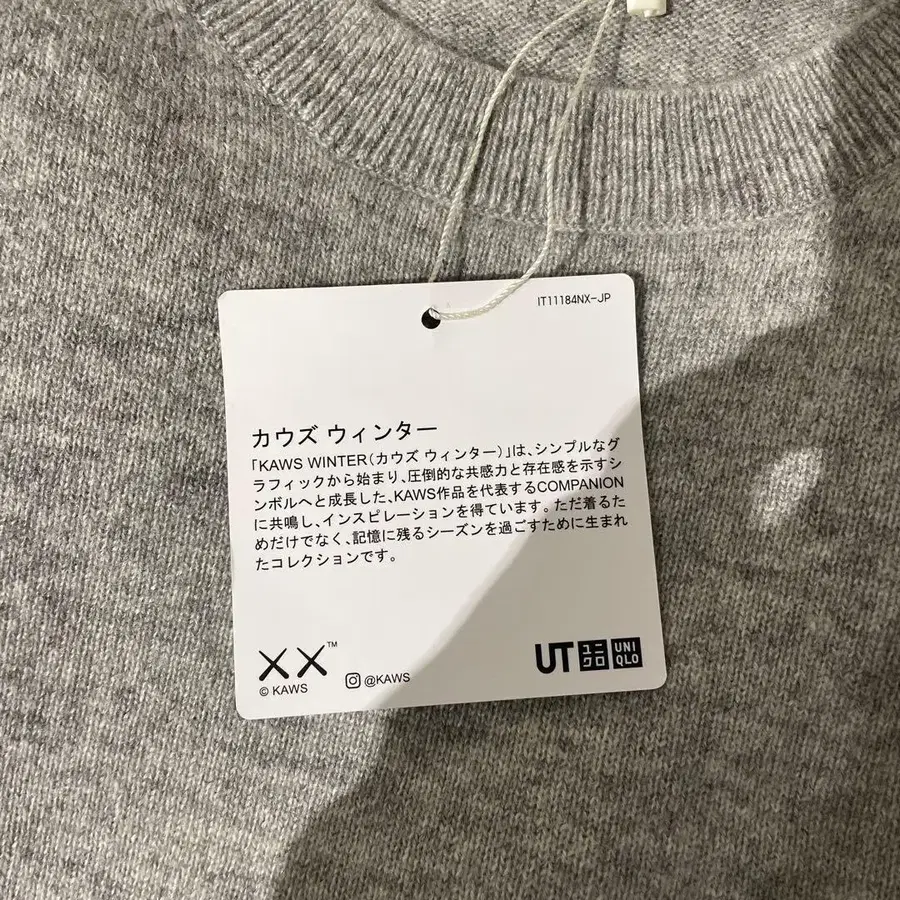 IT11184NX-JP
カウズ ウィンター
「KAWS WINTER(カウズ ウィンター)」は、シンプルなグ
ラフィックから始まり、圧倒的な共感力と存在感を示すシ
ンボルへと成長した、KAWS作品を代表するCOMPANION
に共鳴し、インスピレーションを得ています。ただ着るた
めだけでなく、記憶に残るシーズンを過ごすために生まれ
たコレクションです。
XX™
© KAWS
@KAWS
UT ユニクロ UNIQLO